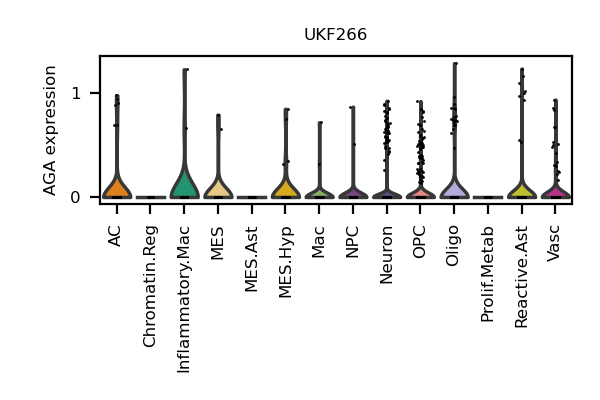 UKF266
AGA expression
1
0
AC
Chromatin.Reg
Inflammatory.Mac
MES
MES.Ast
MES.Hyp
Mac
NPC
Neuron
OPC
Oligo
Prolif.Metab
Reactive.Ast
Vasc